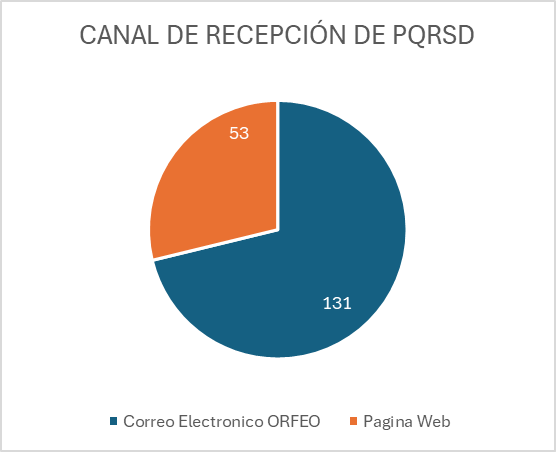 CANAL DE RECEPCIÓN DE PQRSD
53
131
Correo Electronico ORFEO
Pagina Web